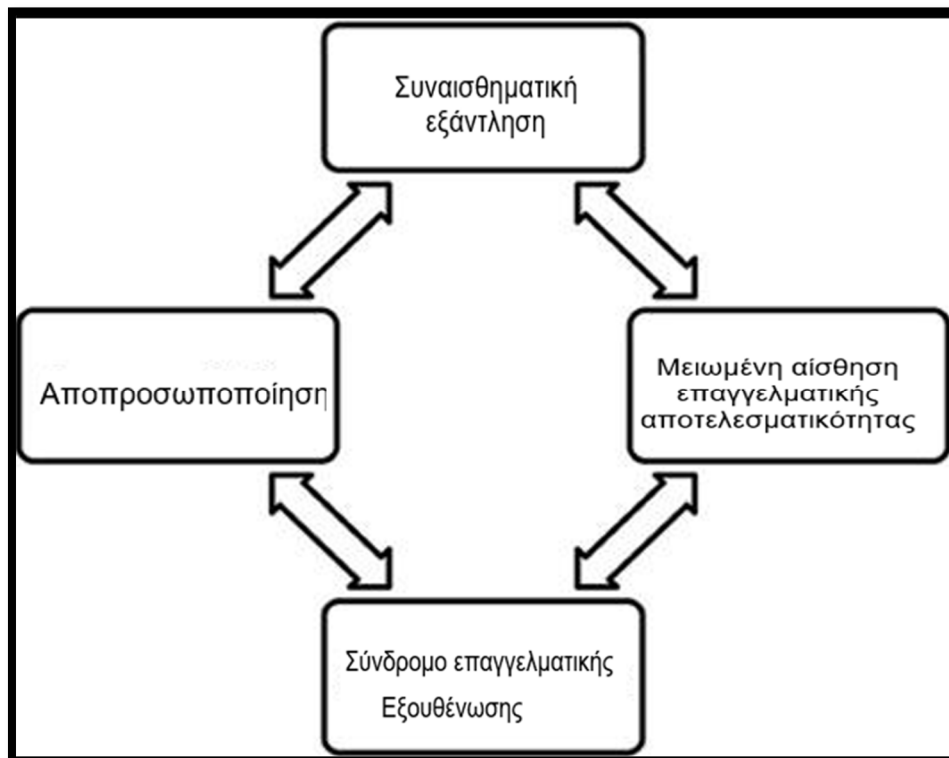 Συναισθηματική
εξάντληση
Αποπροσωποποίηση
Μειωμένη αίσθηση
επαγγελματικής
αποτελεσματικότητας
Σύνδρομο επαγγελματικής
Εξουθένωσης